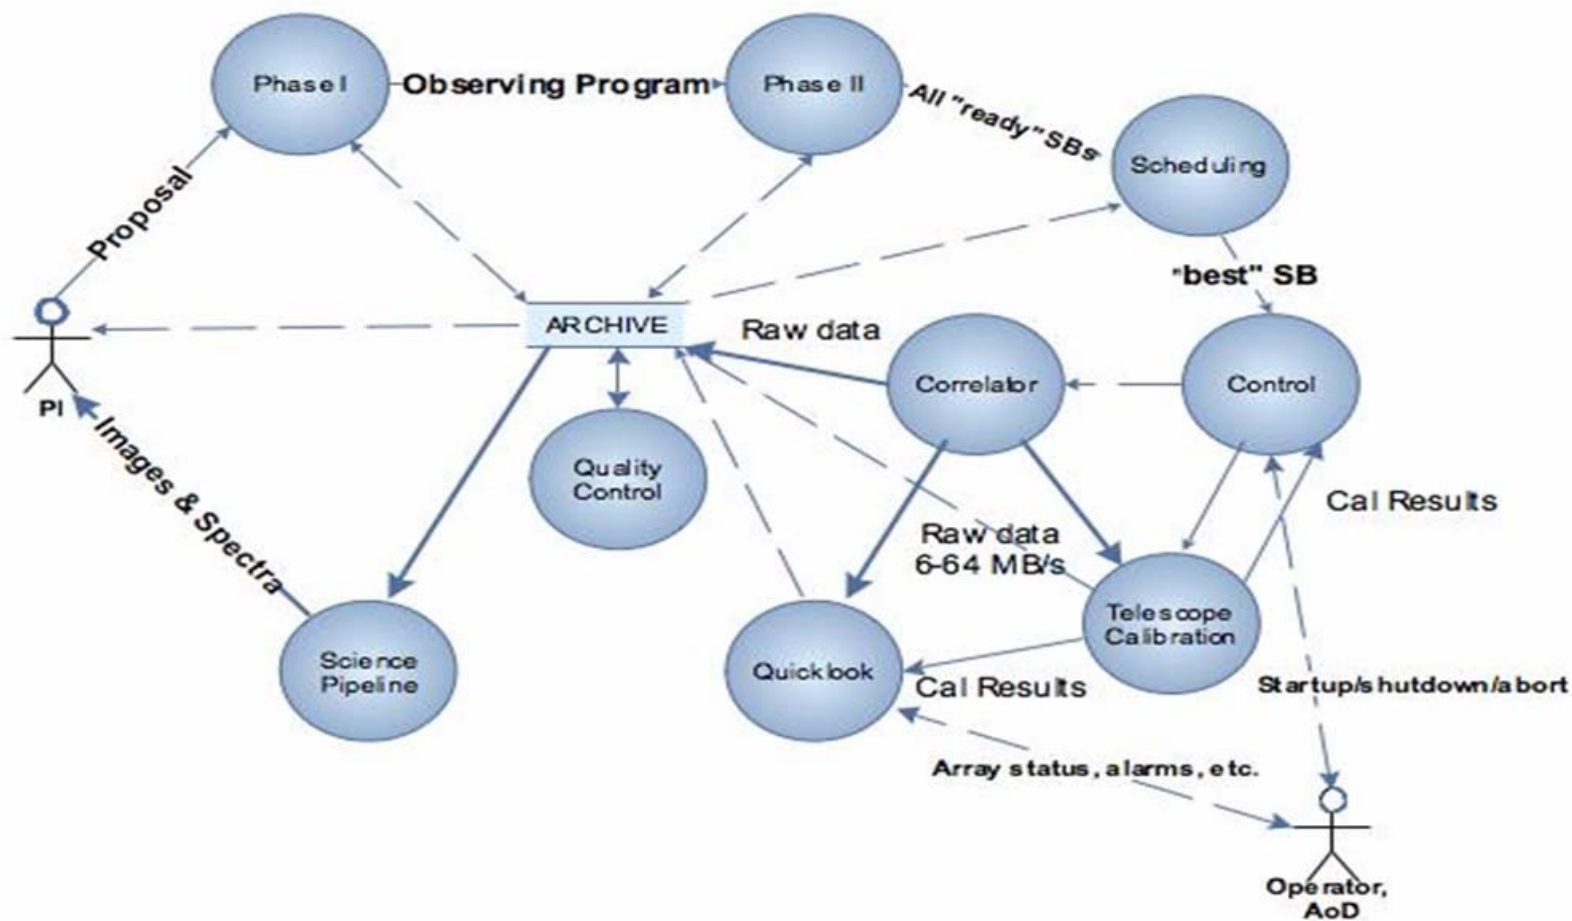 Phase I
Observing Program
Phase II
All "ready" SBs
Scheduling
Proposal
"best" SB
ARCHIVE
Raw data
Correlator
Control
PI
Images & Spectra
Quality
Control
Cal Results
Raw data
6-64 MB/s
Telescope
Calibration
Science
Pipeline
Quicklook
Cal Results
Startup/shutdown/abort
Array status, alarms, etc.
Operator,
AoD